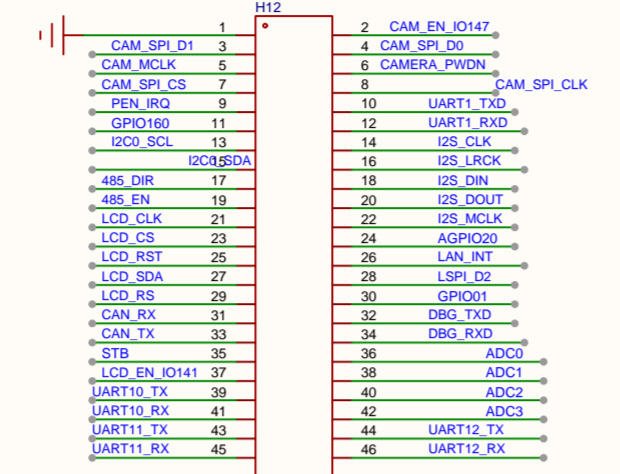 H12
1 2 CAM_EN_IO147
CAM_SPI_D1 3 4 CAM_SPI_D0
CAM_MCLK 5 6 CAMERA_PWDN
CAM_SPI_CS 7 8 CAM_SPI_CLK
PEN_IRQ 9 10 UART1_TXD
GPIO160 11 12 UART1_RXD
I2C0_SCL 13 14 I2S_CLK
I2C0_SDA 15 16 I2S_LRCK
485_DIR 17 18 I2S_DIN
485_EN 19 20 I2S_DOUT
LCD_CLK 21 22 I2S_MCLK
LCD_CS 23 24 AGPIO20
LCD_RST 25 26 LAN_INT
LCD_SDA 27 28 LSPI_D2
LCD_RS 29 30 GPIO01
CAN_RX 31 32 DBG_TXD
CAN_TX 33 34 DBG_RXD
STB 35 36 ADC0
LCD_EN_IO141 37 38 ADC1
UART10_TX 39 40 ADC2
UART10_RX 41 42 ADC3
UART11_TX 43 44 UART12_TX
UART11_RX 45 46 UART12_RX